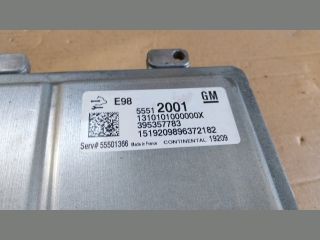 E98
GM
5551 2001
1310101000000X
395357783
1519209896372182
Serv# 55501366 Made in France CONTINENTAL 19209